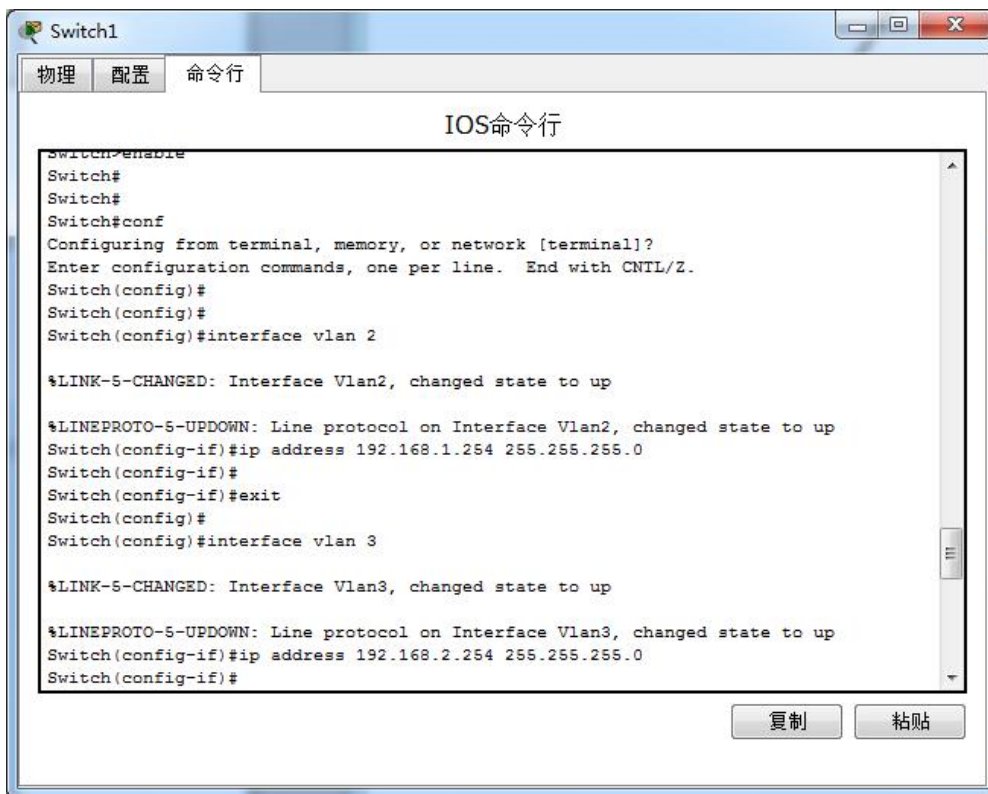 Switch1
物理 配置 命令行
IOS命令行
Switch>enable
Switch#
Switch#
Switch#conf
Configuring from terminal, memory, or network [terminal]?
Enter configuration commands, one per line.  End with CNTL/Z.
Switch(config)#
Switch(config)#
Switch(config)#interface vlan 2
%LINK-5-CHANGED: Interface Vlan2, changed state to up
%LINEPROTO-5-UPDOWN: Line protocol on Interface Vlan2, changed state to up
Switch(config-if)#ip address 192.168.1.254 255.255.255.0
Switch(config-if)#
Switch(config-if)#exit
Switch(config)#
Switch(config)#interface vlan 3
%LINK-5-CHANGED: Interface Vlan3, changed state to up
%LINEPROTO-5-UPDOWN: Line protocol on Interface Vlan3, changed state to up
Switch(config-if)#ip address 192.168.2.254 255.255.255.0
Switch(config-if)#
复制 粘贴